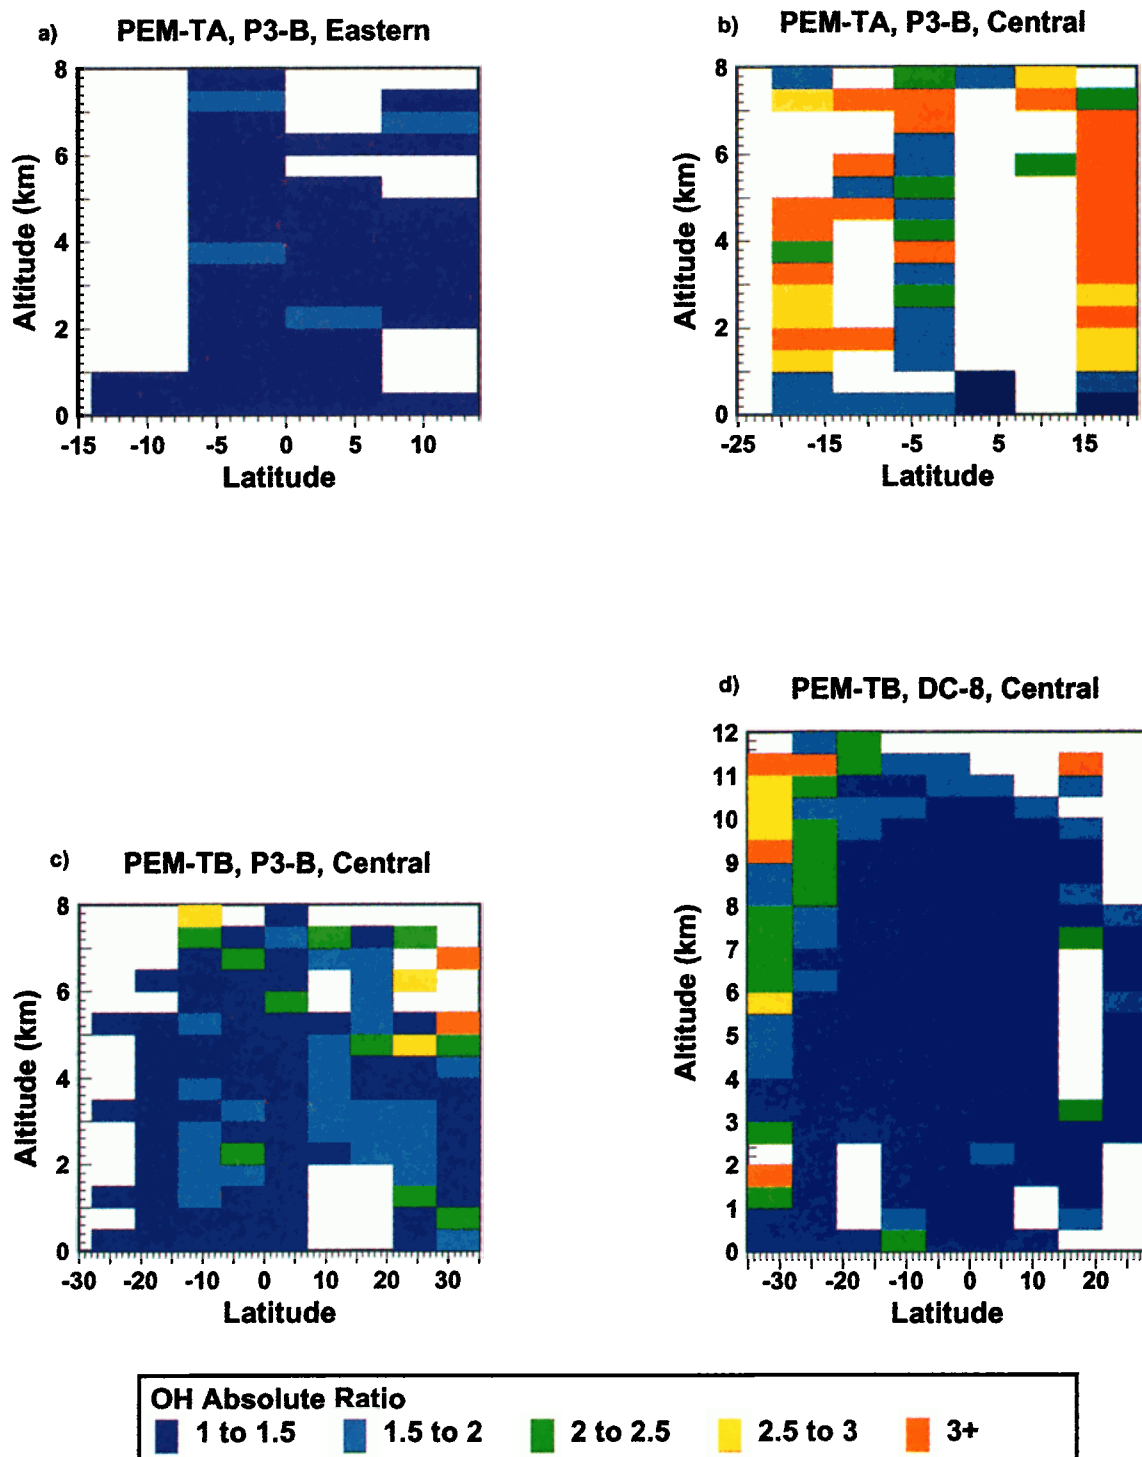 a) PEM-TA, P3-B, Eastern
8
6
4
2
0
Altitude (km)
-15 -10 -5 0 5 10
Latitude
b) PEM-TA, P3-B, Central
8
6
4
2
0
Altitude (km)
-25 -15 -5 5 15
Latitude
c) PEM-TB, P3-B, Central
8
6
4
2
0
Altitude (km)
-30 -20 -10 0 10 20 30
Latitude
d) PEM-TB, DC-8, Central
12
11
10
9
8
7
6
5
4
3
2
1
0
Altitude (km)
-30 -20 -10 0 10 20
Latitude
OH Absolute Ratio
1 to 1.5 1.5 to 2 2 to 2.5 2.5 to 3 3+